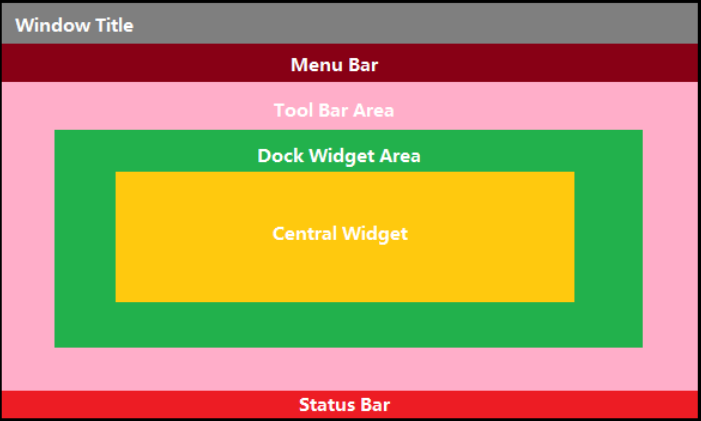 Window Title
Menu Bar
Tool Bar Area
Dock Widget Area
Central Widget
Status Bar